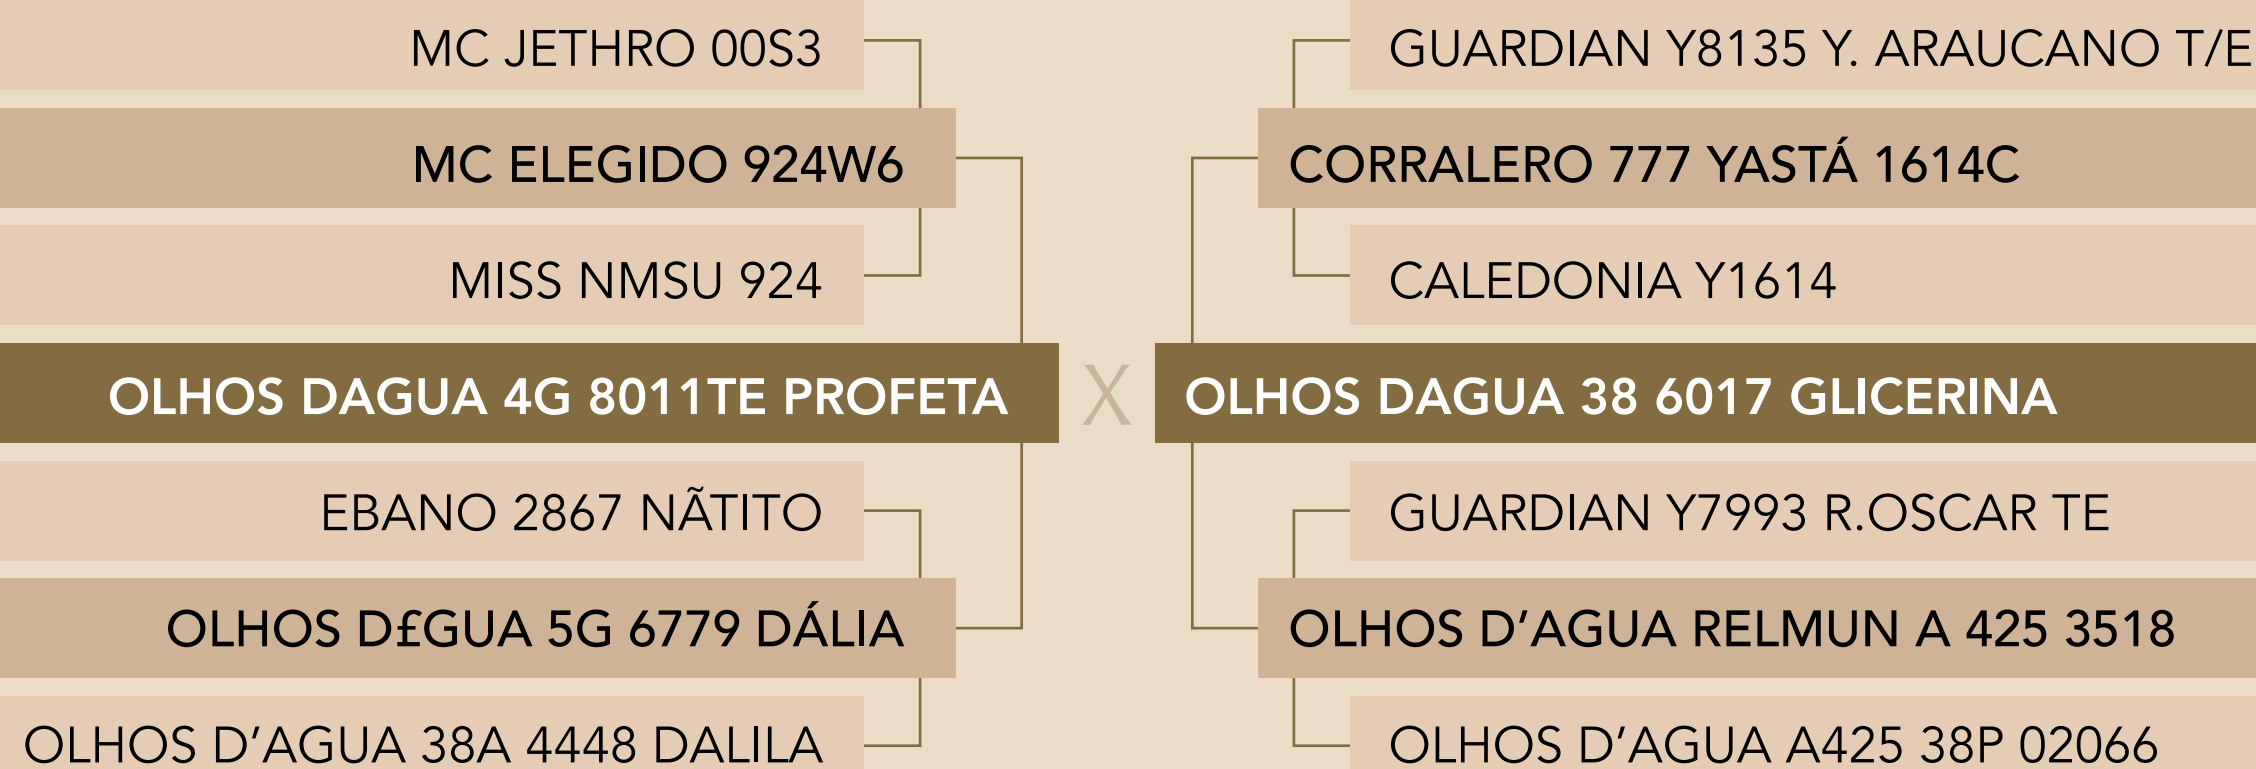 MC JETHRO 00S3
MC ELEGIDO 924W6
MISS NMSU 924
OLHOS DAGUA 4G 8011TE PROFETA
EBANO 2867 NÃTITO
OLHOS D£GUA 5G 6779 DÁLIA
OLHOS D’AGUA 38A 4448 DALILA
X
GUARDIAN Y8135 Y. ARAUCANO T/E
CORRALERO 777 YASTÁ 1614C
CALEDONIA Y1614
OLHOS DAGUA 38 6017 GLICERINA
GUARDIAN Y7993 R.OSCAR TE
OLHOS D’AGUA RELMUN A 425 3518
OLHOS D’AGUA A425 38P 02066